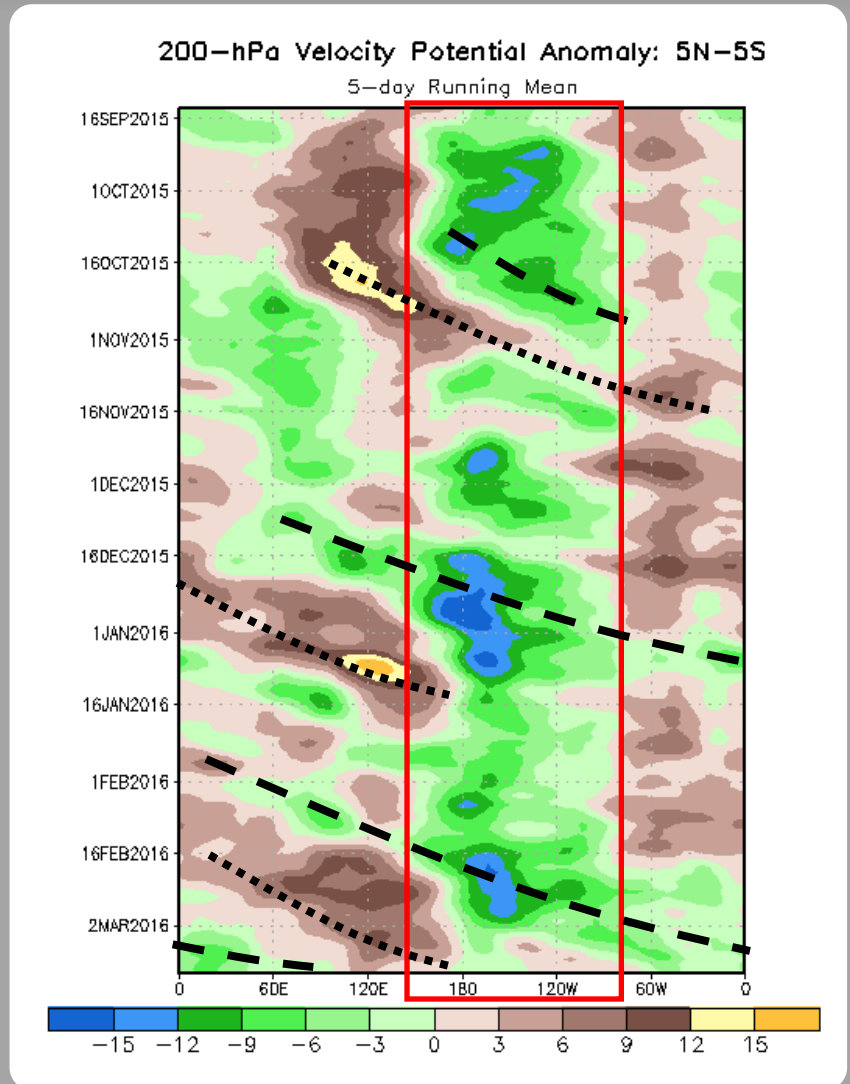 200-hPa Velocity Potential Anomaly: 5N-5S
5-day Running Mean
16SEP2015
1OCT2015
16OCT2015
1NOV2015
16NOV2015
1DEC2015
16DEC2015
1JAN2016
16JAN2016
1FEB2016
16FEB2016
2MAR2016
0 60E 120E 180 120W 60W 0
-15 -12 -9 -6 -3 0 3 6 9 12 15